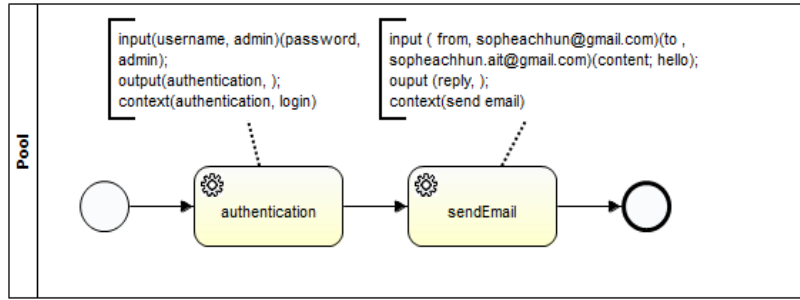 input(username, admin)(password,
admin);
output(authentication, );
context(authentication, login)
input ( from, sopheachhun@gmail.com)(to ,
sopheachhun.ait@gmail.com)(content; hello);
ouput (reply, );
context(send email)
Pool
authentication
sendEmail